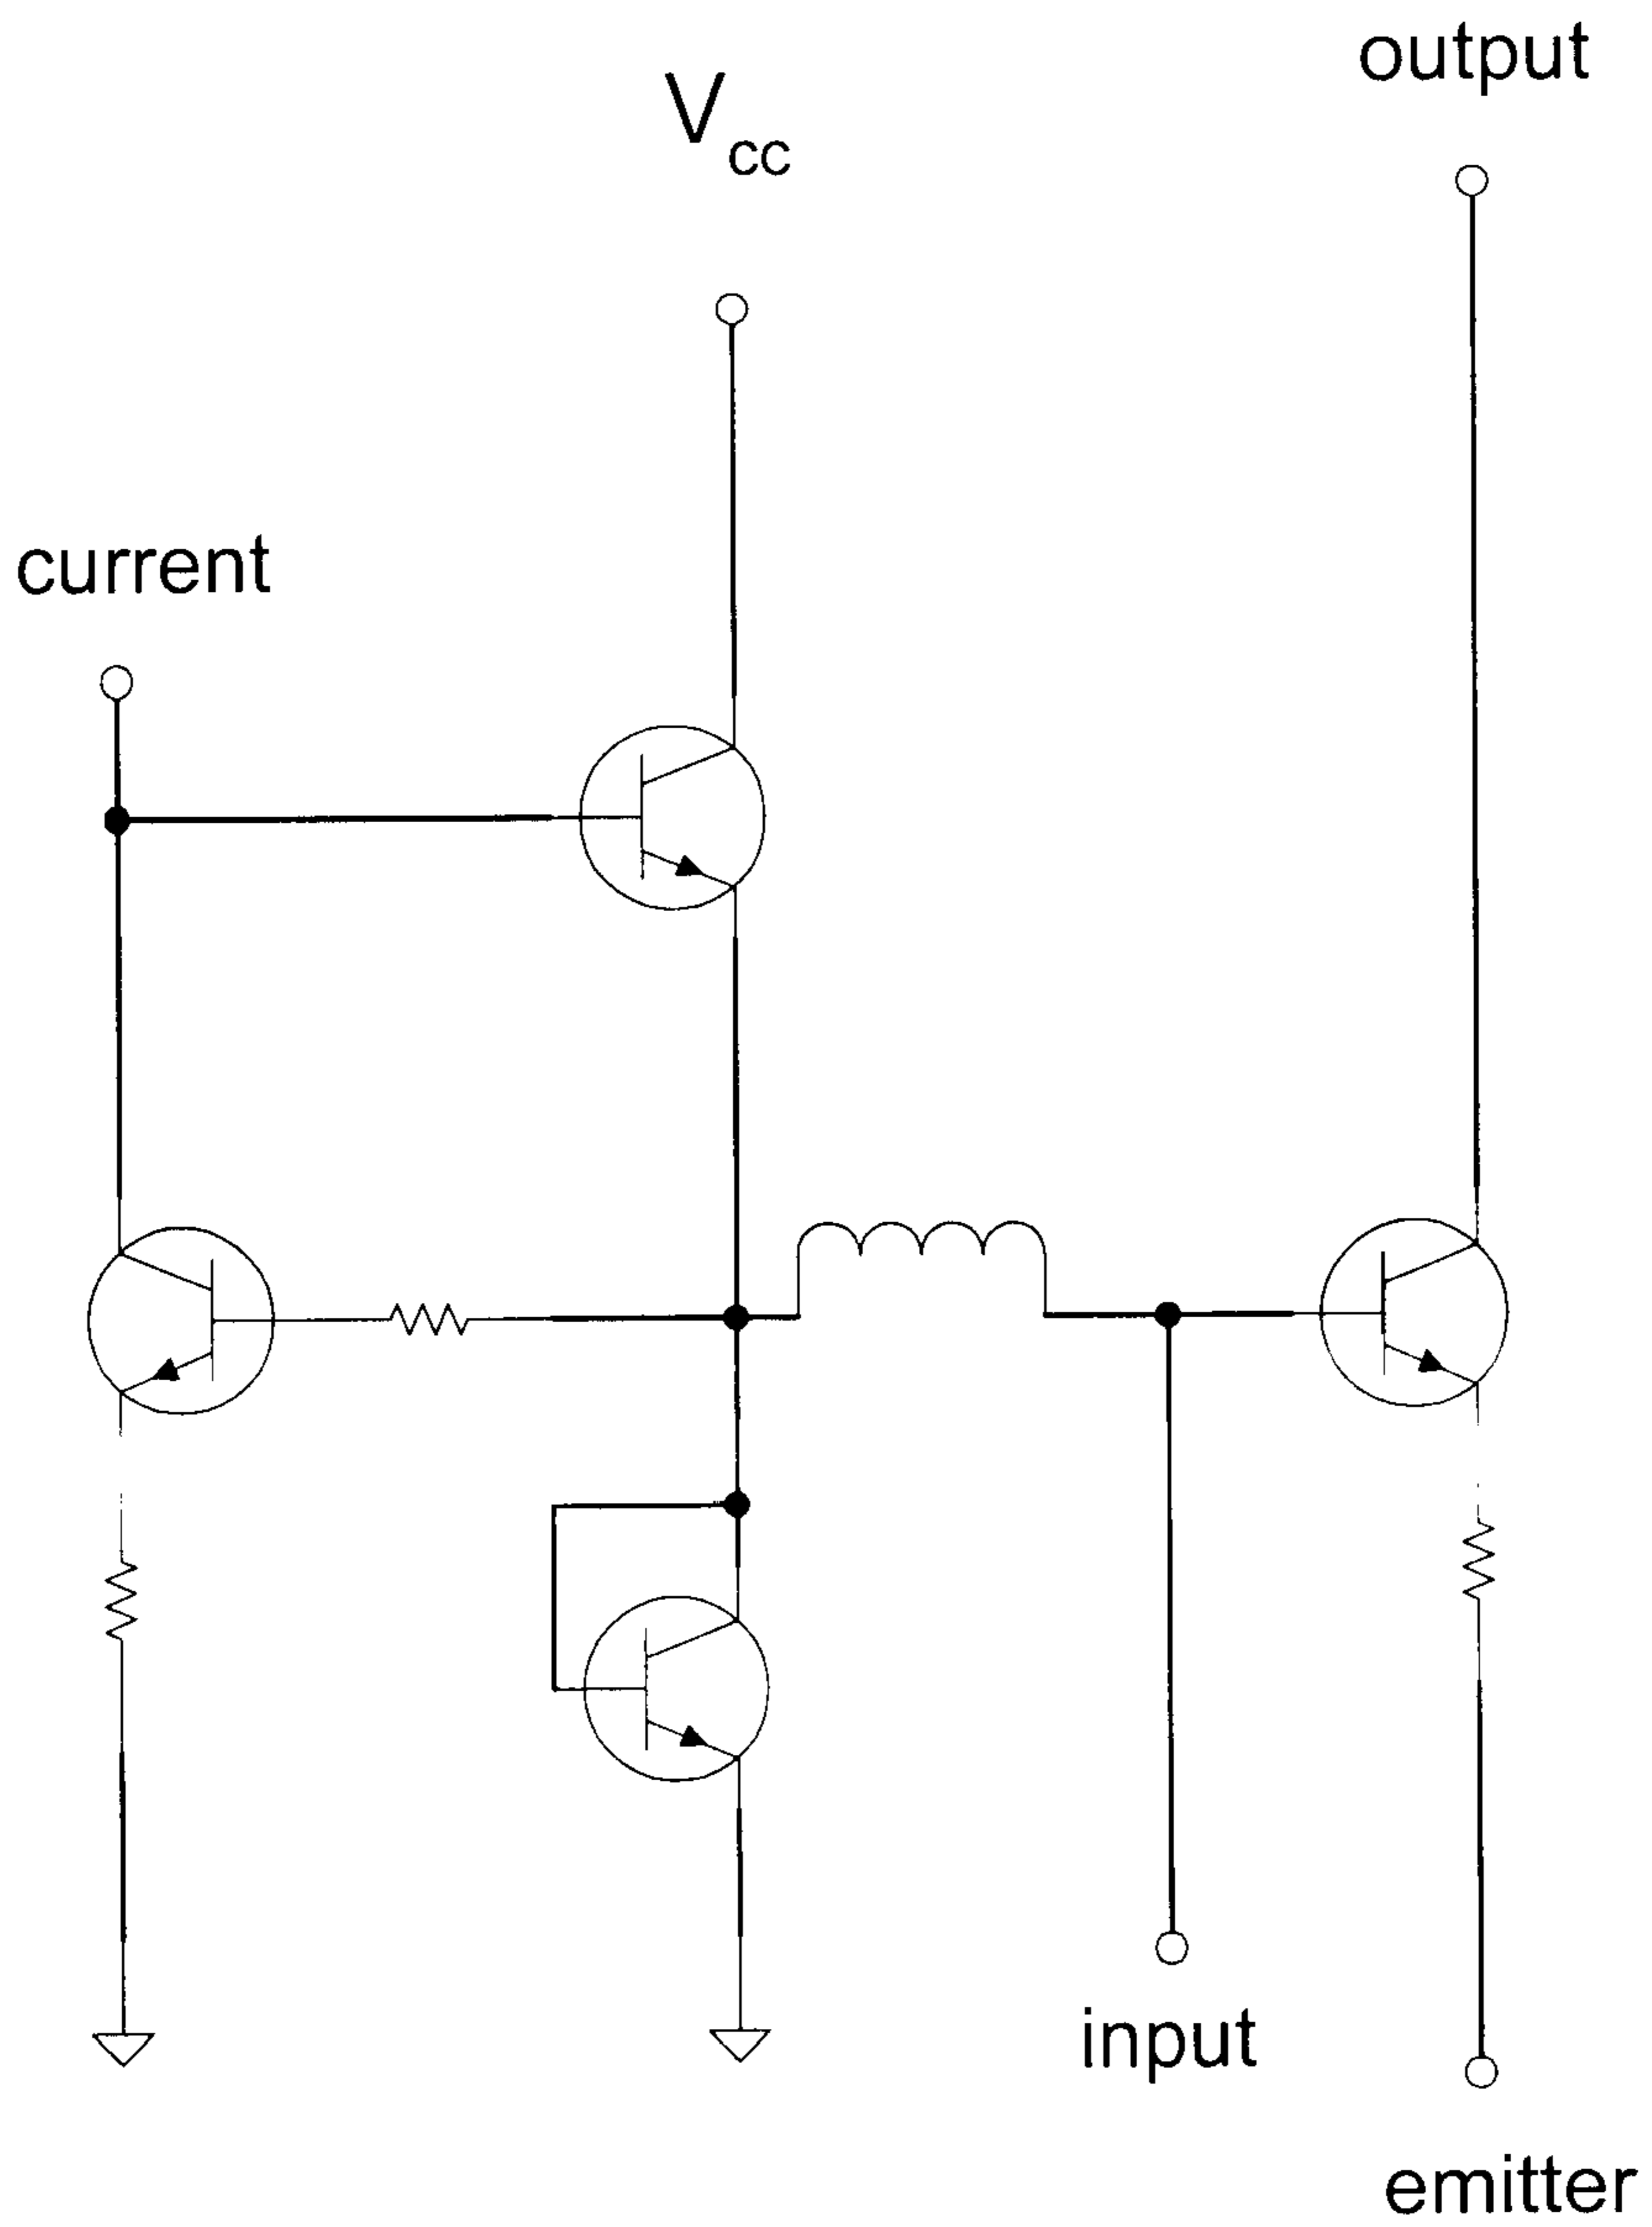 output
Vcc
current
input
emitter